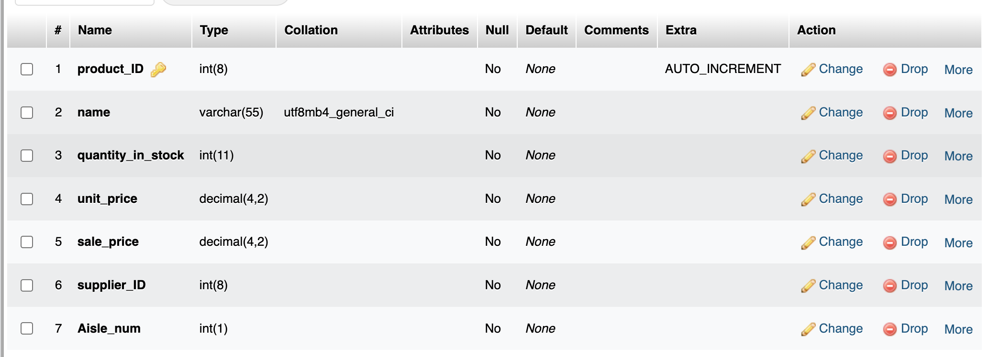 # Name Type Collation Attributes Null Default Comments Extra Action
1 product_ID int(8) No None AUTO_INCREMENT Change Drop More
2 name varchar(55) utf8mb4_general_ci No None Change Drop More
3 quantity_in_stock int(11) No None Change Drop More
4 unit_price decimal(4,2) No None Change Drop More
5 sale_price decimal(4,2) No None Change Drop More
6 supplier_ID int(8) No None Change Drop More
7 Aisle_num int(1) No None Change Drop More